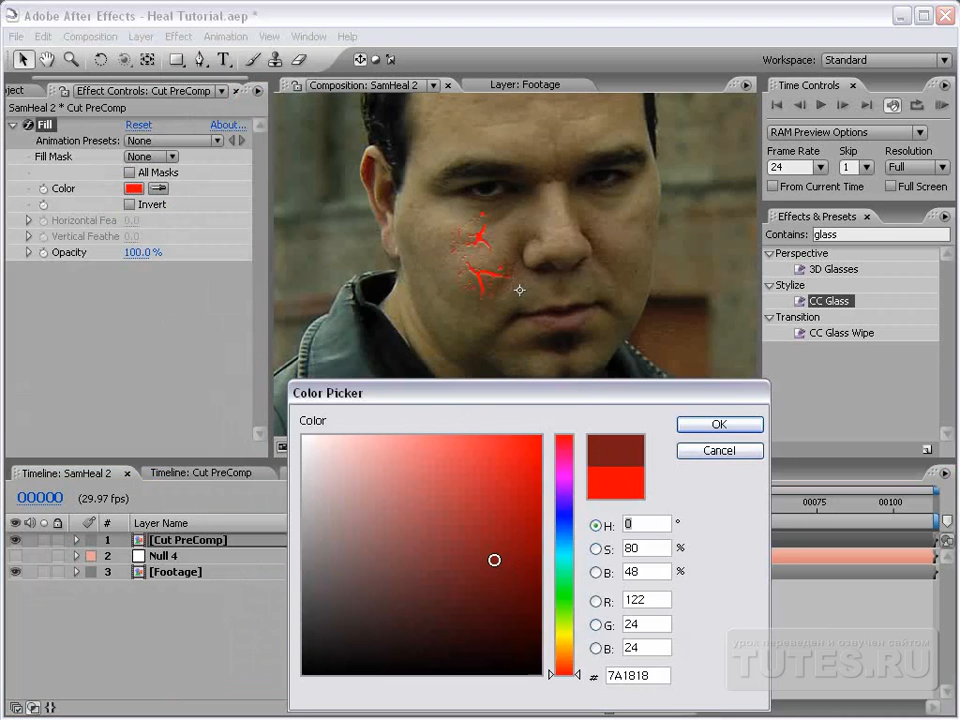 Adobe After Effects - Heal Tutorial.aep *
File Edit Composition Layer Effect Animation View Window Help
Workspace: Standard
ject Effect Controls: Cut PreComp
SamHeal 2 * Cut PreComp
Fill Reset About...
Animation Presets: None
Fill Mask None
All Masks
Color
Invert
Horizontal Fea 0.0
Vertical Feathe 0.0
Opacity 100.0 %
Composition: SamHeal 2 Layer: Footage
Time Controls
RAM Preview Options
Frame Rate Skip Resolution
24 1 Full
From Current Time Full Screen
Effects & Presets
Contains: glass
Perspective
3D Glasses
Stylize
CC Glass
Transition
CC Glass Wipe
Color Picker
Color
OK
Cancel
H: 0 °
S: 80 %
B: 48 %
R: 122
G: 24
B: 24
# 7A1818
Timeline: SamHeal 2 Timeline: Cut PreComp
00000 (29.97 fps)
00075 00100
# Layer Name
1 [Cut PreComp]
2 Null 4
3 [Footage]
урок переведен и озвучен сайтом
TUTES.RU